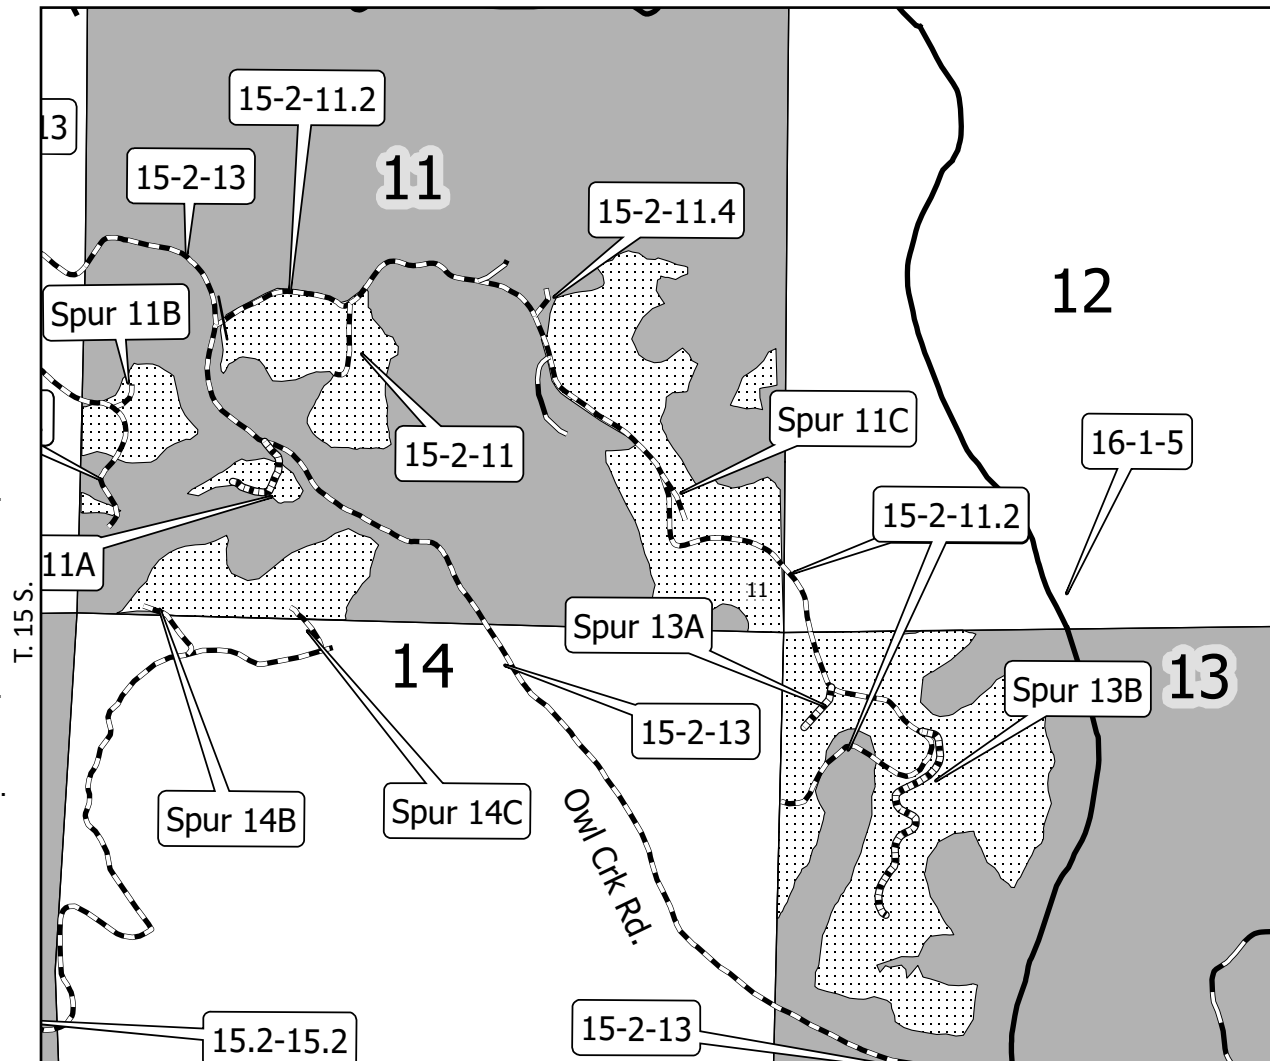 15-2-11.2
13
11
15-2-13
15-2-11.4
12
Spur 11B
Spur 11C
16-1-5
15-2-11
15-2-11.2
11A
11
T. 15 S.
Spur 13A
14
13
Spur 13B
15-2-13
Spur 14B
Spur 14C
Owl Crk Rd.
15-2-13
15.2-15.2